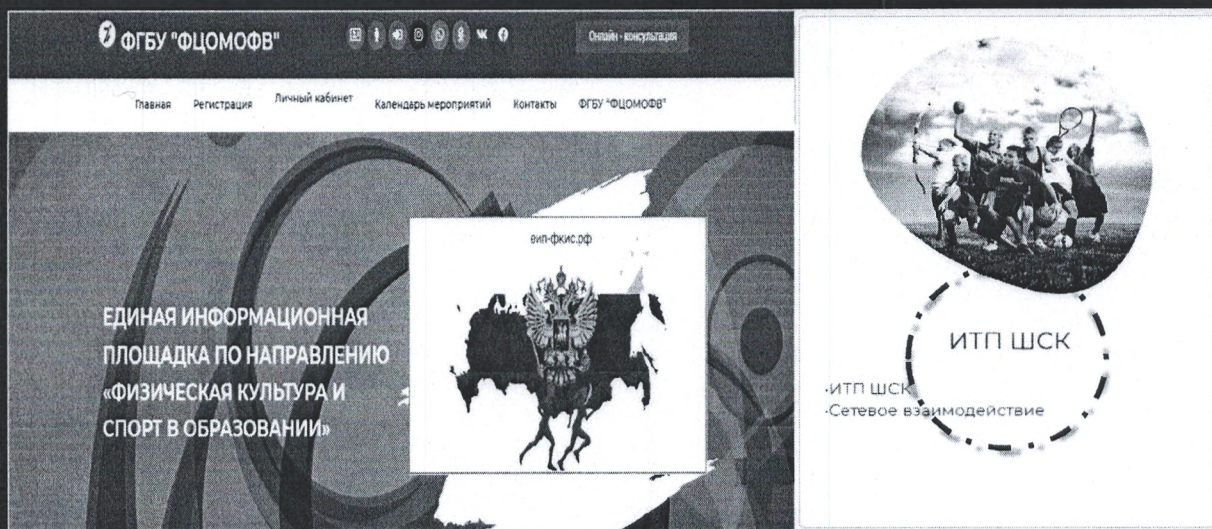 ФГБУ "ФЦОМОФВ"
Онлайн - консультация
Главная Регистрация Личный кабинет Календарь мероприятий Контакты ФГБУ "ФЦОМОФВ"
еип-фкис.рф
ЕДИНАЯ ИНФОРМАЦИОННАЯ
ПЛОЩАДКА ПО НАПРАВЛЕНИЮ
«ФИЗИЧЕСКАЯ КУЛЬТУРА И
СПОРТ В ОБРАЗОВАНИИ»
ИТП ШСК
·ИТП ШСК
·Сетевое взаимодействие